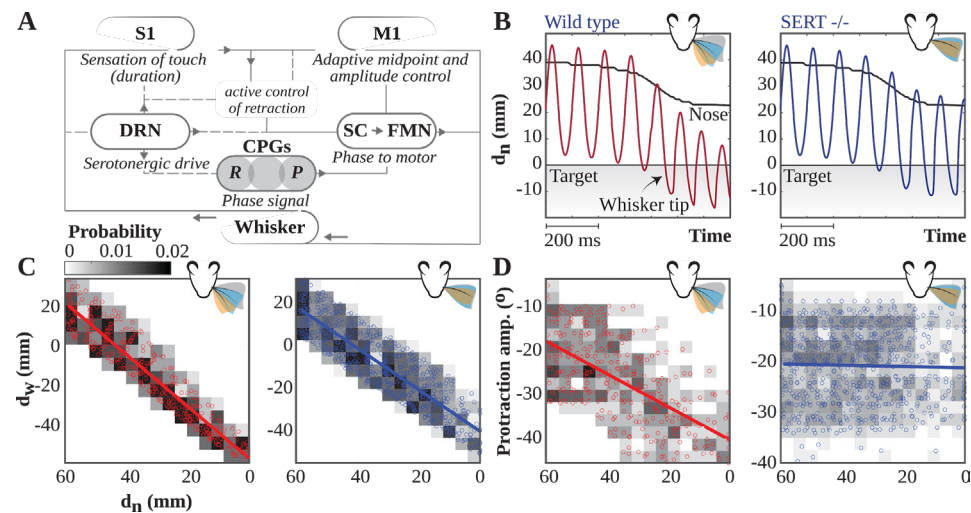 A
S1
M1
Sensation of touch
(duration)
Adaptive midpoint and
amplitude control
active control
of retraction
DRN
SC
FMN
CPGs
Serotonergic drive
Phase to motor
R
P
Phase signal
Whisker
B
Wild type
SERT -/-
dn (mm)
40
30
20
10
0
-10
Nose
Target
Whisker tip
200 ms
Time
40
30
20
10
0
-10
Target
200 ms
Time
Probability
0 0.01 0.02
C
dw (mm)
20
0
-20
-40
60 40 20 0
dn (mm)
20
0
-20
-40
60 40 20 0
D
Protraction amp. (º)
-10
-20
-30
-40
60 40 20 0
-10
-20
-30
-40
60 40 20 0